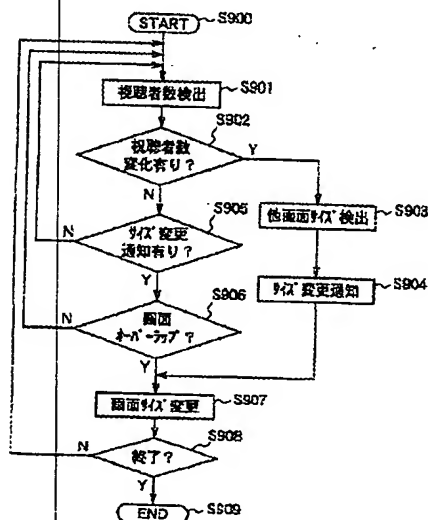 START
S900
視聴者数検出
S901
S902
視聴者数
変化有り?
Y
N
他画面サイズ検出
S903
S905
サイズ変更
通知有り?
N
Y
サイズ変更通知
S904
S906
画面
オーバーラップ?
N
Y
画面サイズ変更
S907
S908
終了?
N
Y
END
S909